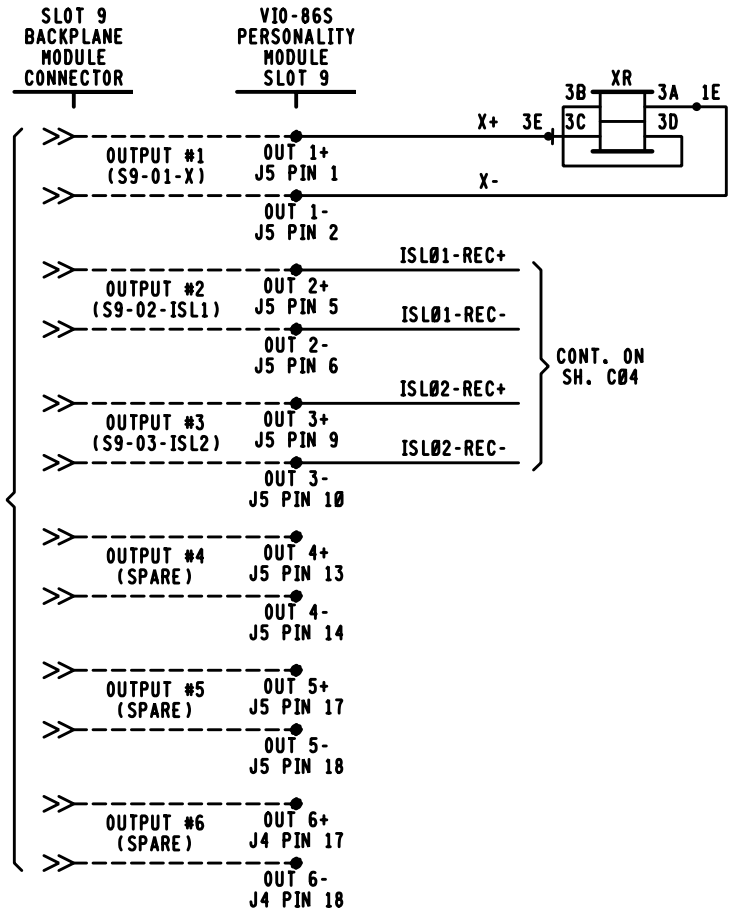 SLOT 9
BACKPLANE
MODULE
CONNECTOR
VIO-86S
PERSONALITY
MODULE
SLOT 9
XR
3B
3A
1E
X+
3E
3C
3D
OUTPUT #1
(S9-01-X)
OUT 1+
J5 PIN 1
X-
OUT 1-
J5 PIN 2
ISLØ1-REC+
OUTPUT #2
(S9-02-ISL1)
OUT 2+
J5 PIN 5
ISLØ1-REC-
OUT 2-
J5 PIN 6
CONT. ON
SH. CØ4
ISLØ2-REC+
OUTPUT #3
(S9-03-ISL2)
OUT 3+
J5 PIN 9
ISLØ2-REC-
OUT 3-
J5 PIN 1Ø
OUTPUT #4
(SPARE)
OUT 4+
J5 PIN 13
OUT 4-
J5 PIN 14
OUTPUT #5
(SPARE)
OUT 5+
J5 PIN 17
OUT 5-
J5 PIN 18
OUTPUT #6
(SPARE)
OUT 6+
J4 PIN 17
OUT 6-
J4 PIN 18